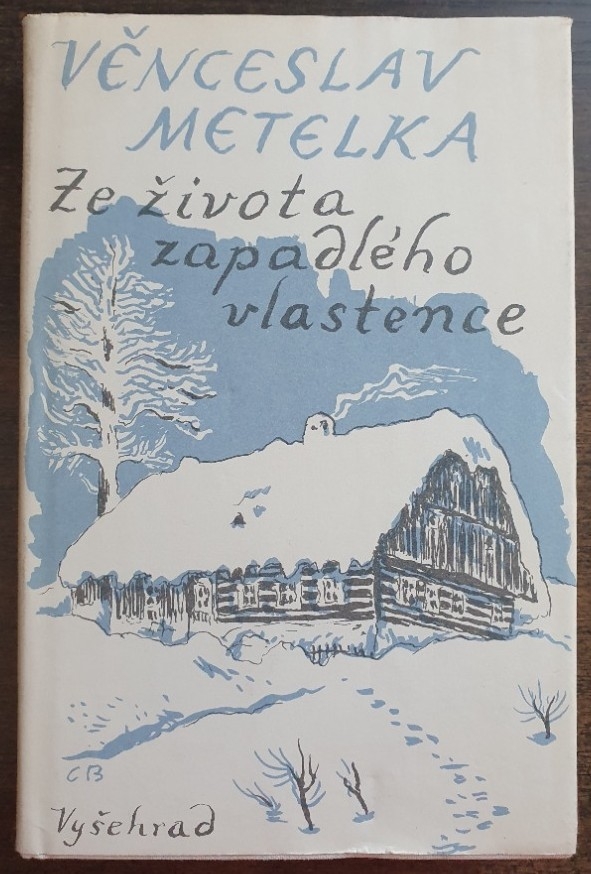 VĚNCESLAV
METELKA
Ze života
zapadlého
vlastence
CB
Vyšehrad